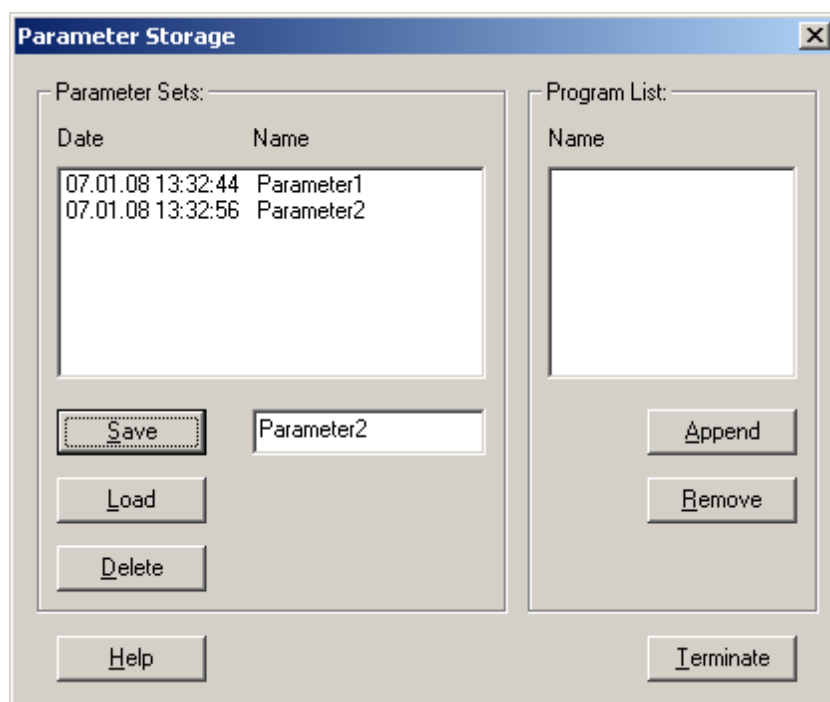 Parameter Storage
Parameter Sets:
Date Name
07.01.08 13:32:44 Parameter1
07.01.08 13:32:56 Parameter2
Save
Parameter2
Load
Delete
Program List:
Name
Append
Remove
Help
Terminate